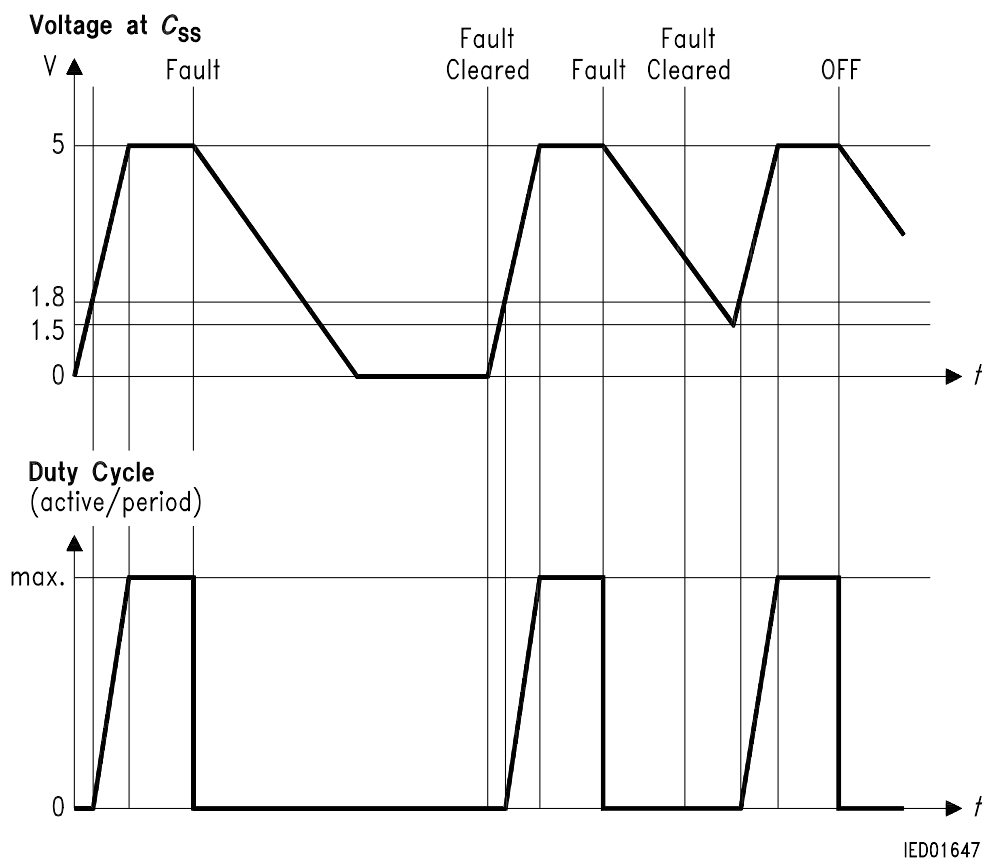 Voltage at CSS
V
Fault
Fault
Cleared
Fault
Fault
Cleared
OFF
5
1.8
1.5
0
t
Duty Cycle
(active/period)
max.
0
t
IED01647